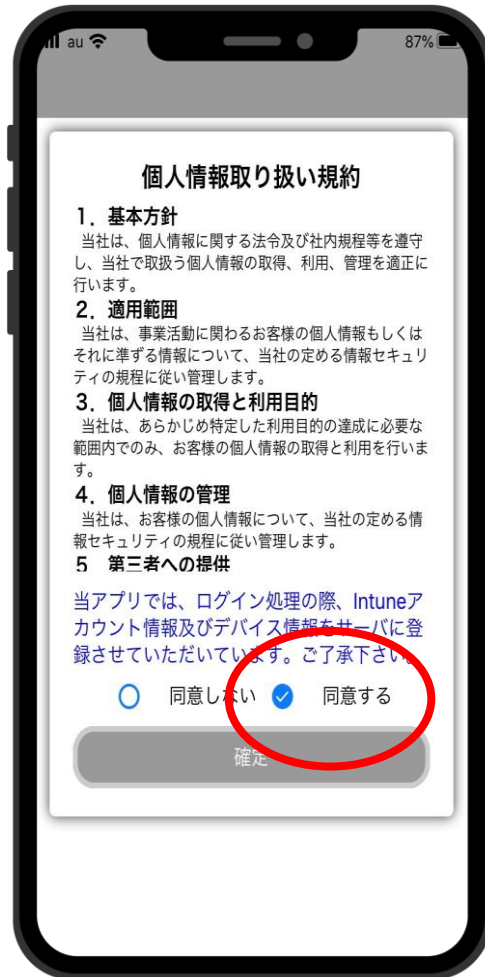 au 87%
個人情報取り扱い規約
1．基本方針
当社は、個人情報に関する法令及び社内規程等を遵守
し、当社で取扱う個人情報の取得、利用、管理を適正に
行います。
2．適用範囲
当社は、事業活動に関わるお客様の個人情報もしくは
それに準ずる情報について、当社の定める情報セキュリ
ティの規程に従い管理します。
3．個人情報の取得と利用目的
当社は、あらかじめ特定した利用目的の達成に必要な
範囲内でのみ、お客様の個人情報の取得と利用を行いま
す。
4．個人情報の管理
当社は、お客様の個人情報について、当社の定める情
報セキュリティの規程に従い管理します。
5 第三者への提供
当アプリでは、ログイン処理の際、Intuneア
カウント情報及びデバイス情報をサーバに登
録させていただいています。ご了承下さい。
同意しない 同意する
確定